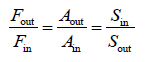 F_out / F_in = A_out / A_in = S_in / S_out